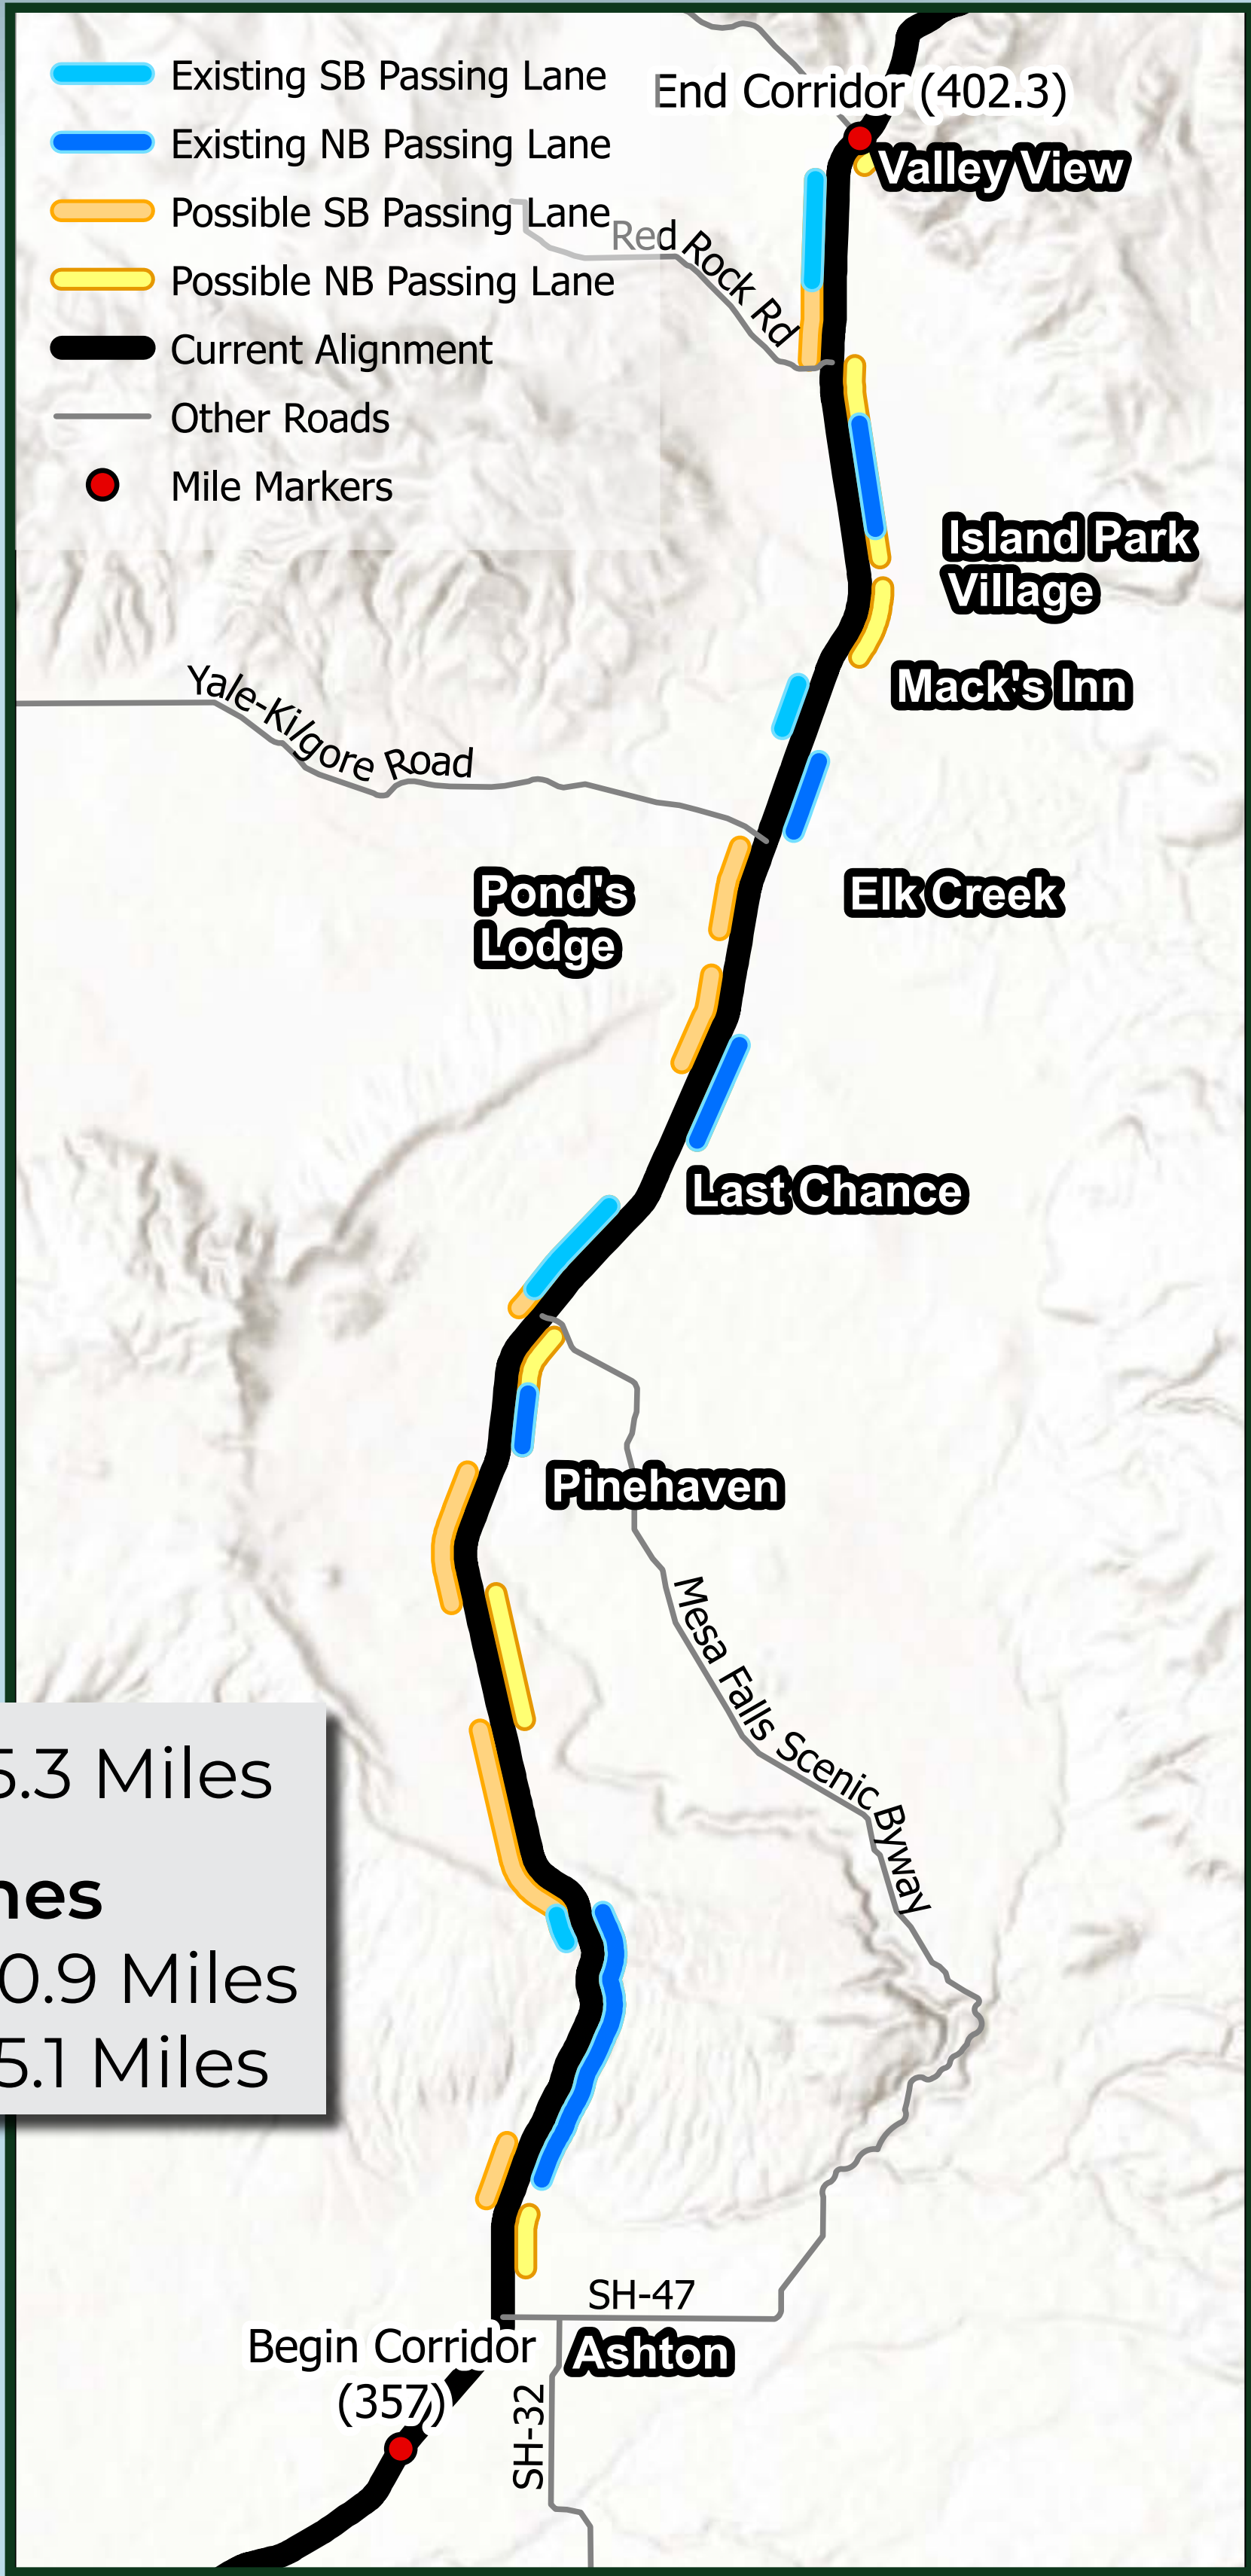 Existing SB Passing Lane
Existing NB Passing Lane
Possible SB Passing Lane
Possible NB Passing Lane
Current Alignment
Other Roads
Mile Markers
End Corridor (402.3)
Valley View
Red Rock Rd
Island Park
Village
Mack's Inn
Yale-Kilgore Road
Pond's
Lodge
Elk Creek
Last Chance
Pinehaven
Mesa Falls Scenic Byway
5.3 Miles
nes
0.9 Miles
5.1 Miles
SH-47
Begin Corridor
(357)
Ashton
SH-32